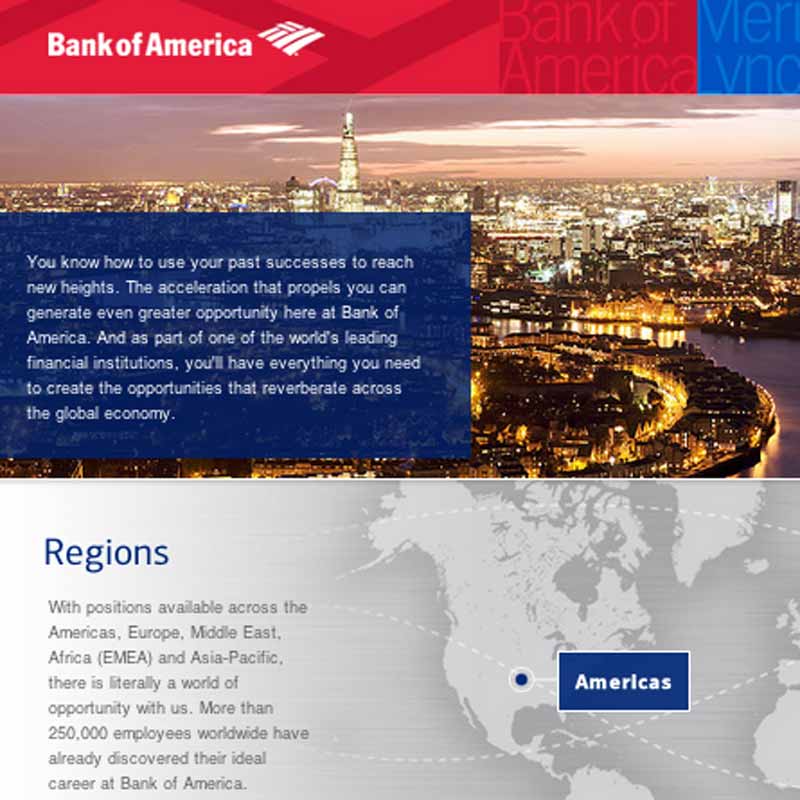 Bank of America
Bank of
America
Merr
Lync
You know how to use your past successes to reach
new heights. The acceleration that propels you can
generate even greater opportunity here at Bank of
America. And as part of one of the world's leading
financial institutions, you'll have everything you need
to create the opportunities that reverberate across
the global economy.
Regions
With positions available across the
Americas, Europe, Middle East,
Africa (EMEA) and Asia-Pacific,
there is literally a world of
opportunity with us. More than
250,000 employees worldwide have
already discovered their ideal
career at Bank of America.
Americas